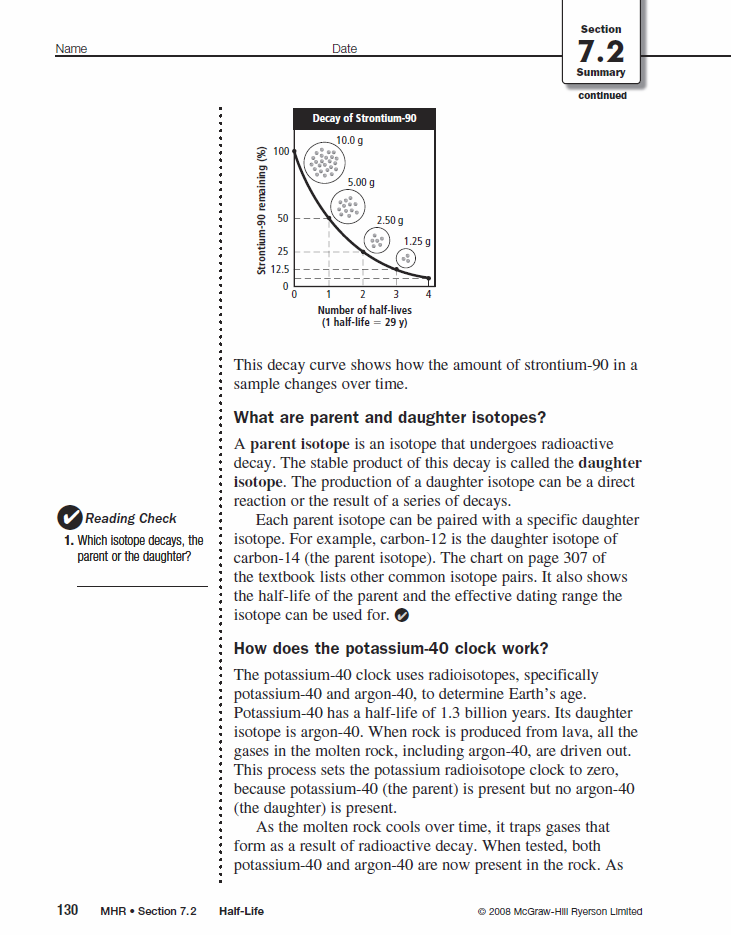 Name
Date
Section
7.2
Summary
continued
Decay of Strontium-90
Strontium-90 remaining (%)
100
50
25
12.5
0
10.0 g
5.00 g
2.50 g
1.25 g
0 1 2 3 4
Number of half-lives
(1 half-life = 29 y)
This decay curve shows how the amount of strontium-90 in a
sample changes over time.
What are parent and daughter isotopes?
A parent isotope is an isotope that undergoes radioactive
decay. The stable product of this decay is called the daughter
isotope. The production of a daughter isotope can be a direct
reaction or the result of a series of decays.
Each parent isotope can be paired with a specific daughter
isotope. For example, carbon-12 is the daughter isotope of
carbon-14 (the parent isotope). The chart on page 307 of
the textbook lists other common isotope pairs. It also shows
the half-life of the parent and the effective dating range the
isotope can be used for.
Reading Check
1. Which isotope decays, the
parent or the daughter?
How does the potassium-40 clock work?
The potassium-40 clock uses radioisotopes, specifically
potassium-40 and argon-40, to determine Earth's age.
Potassium-40 has a half-life of 1.3 billion years. Its daughter
isotope is argon-40. When rock is produced from lava, all the
gases in the molten rock, including argon-40, are driven out.
This process sets the potassium radioisotope clock to zero,
because potassium-40 (the parent) is present but no argon-40
(the daughter) is present.
As the molten rock cools over time, it traps gases that
form as a result of radioactive decay. When tested, both
potassium-40 and argon-40 are now present in the rock. As
130 MHR • Section 7.2 Half-Life
© 2008 McGraw-Hill Ryerson Limited